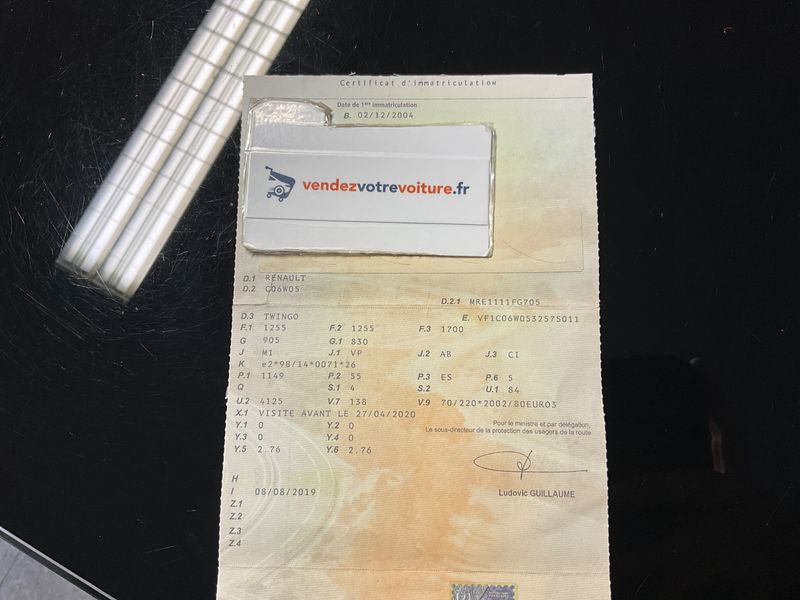 Certificat d'immatriculation
Date de 1ère immatriculation
B. 02/12/2004
vendezvotrevoiture.fr
D.1 RENAULT
D.2 C06W05
D.2.1 MRE1111FG705
D.3 TWINGO E. VF1C06W0532575011
F.1 1255 F.2 1255 F.3 1700
G 905 G.1 830
J M1 J.1 VP J.2 AB J.3 CI
K e2*98/14*0071*26
P.1 1149 P.2 55 P.3 ES P.6 5
Q S.1 4 S.2 U.1 84
U.2 4125 V.7 138 V.9 70/220*2002/80EURO3
X.1 VISITE AVANT LE 27/04/2020
Y.1 0 Y.2 0
Y.3 0 Y.4 0
Y.5 2.76 Y.6 2.76
Pour le ministre et par délégation,
Le sous-directeur de la protection des usagers de la route
H
I 08/08/2019
Ludovic GUILLAUME
Z.1
Z.2
Z.3
Z.4